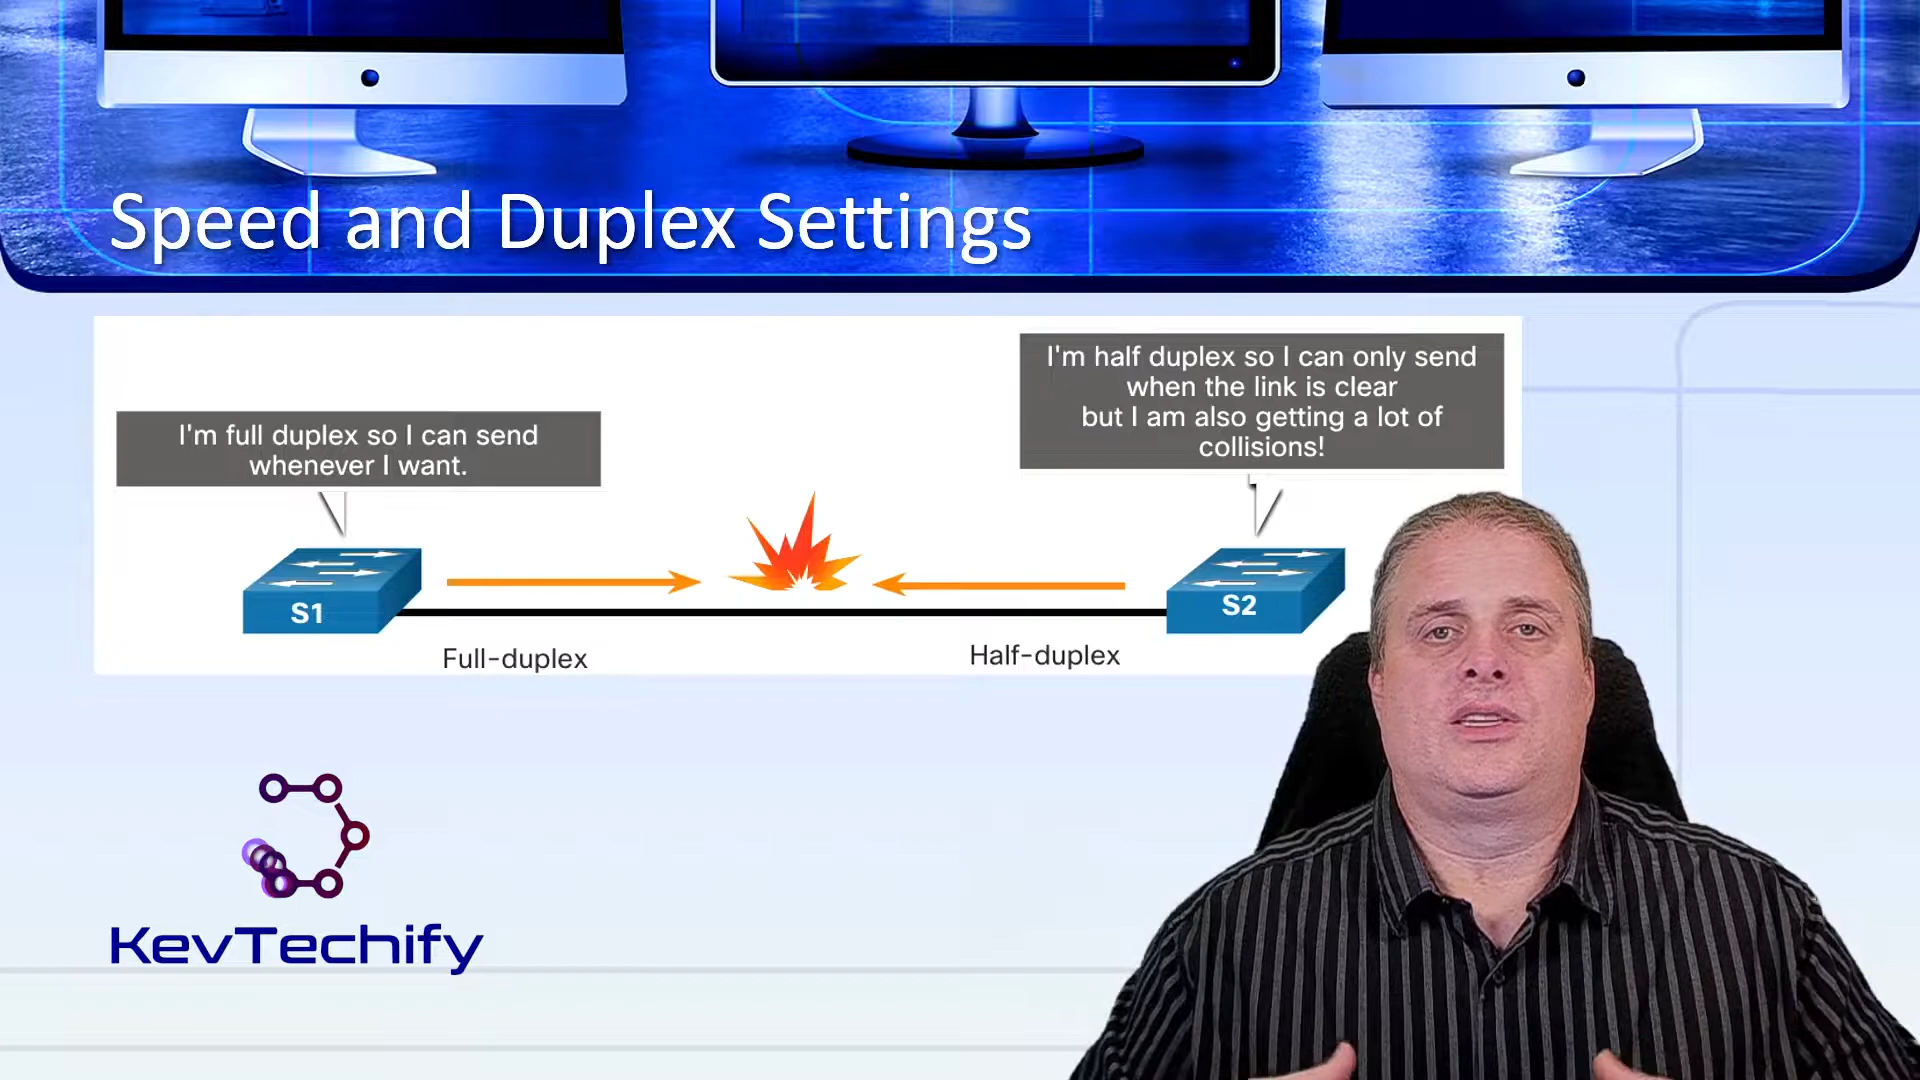 Speed and Duplex Settings
I'm full duplex so I can send
whenever I want.
I'm half duplex so I can only send
when the link is clear
but I am also getting a lot of
collisions!
S1
S2
Full-duplex
Half-duplex
KevTechify